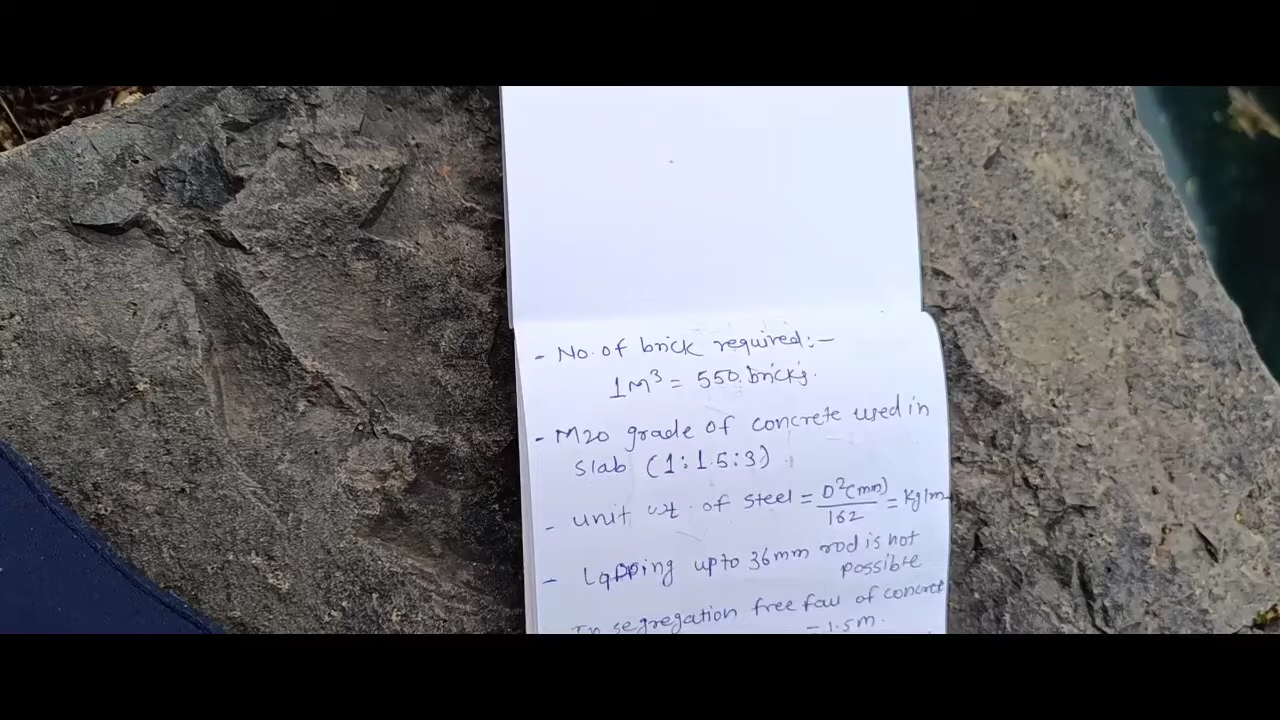 - No. of brick required:-
1M³ = 550 bricks.
- M20 grade of concrete used in
slab (1:1.5:3)
- unit wt. of steel = D²(mm)/162 = Kg/m
- Lapping upto 36mm rod is not
possible
In segregation free fall of concrete
- 1.5m.